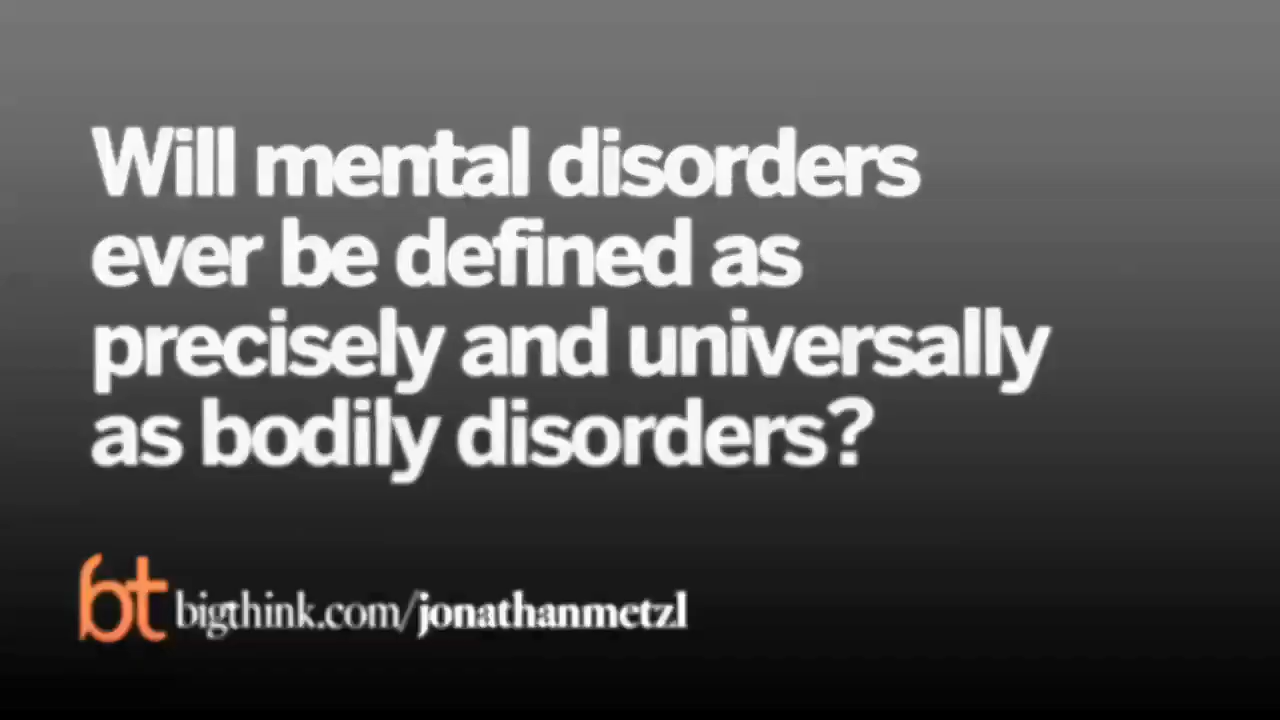 Will mental disorders
ever be defined as
precisely and universally
as bodily disorders?
bt bigthink.com/jonathanmetzl